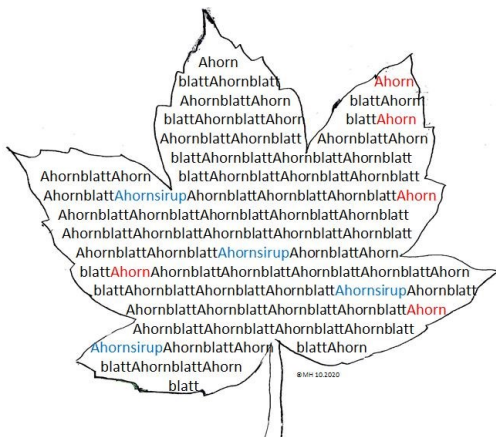 Ahorn
blattAhornblatt Ahorn
AhornblattAhorn blattAhorn
blattAhornblattAhorn blattAhorn
AhornblattAhornblatt AhornblattAhorn
blattAhornblattAhornblattAhornblatt
AhornblattAhorn blattAhornblattAhornblattAhornblatt
AhornblattAhornsirupAhornblattAhornblattAhornblattAhorn
AhornblattAhornblattAhornblattAhornblattAhornblatt
AhornblattAhornblattAhornblattAhornblattAhornblatt
AhornblattAhornblattAhornsirupAhornblattAhorn
blattAhornAhornblattAhornblattAhornblattAhornblattAhorn
blattAhornblattAhornblattAhornblattAhornsirupAhornblatt
AhornblattAhornblattAhornblattAhornblattAhorn
AhornblattAhornblattAhornblattAhornblatt
AhornsirupAhornblattAhorn blattAhorn
blattAhornblattAhorn
blatt
©MH 10.2020